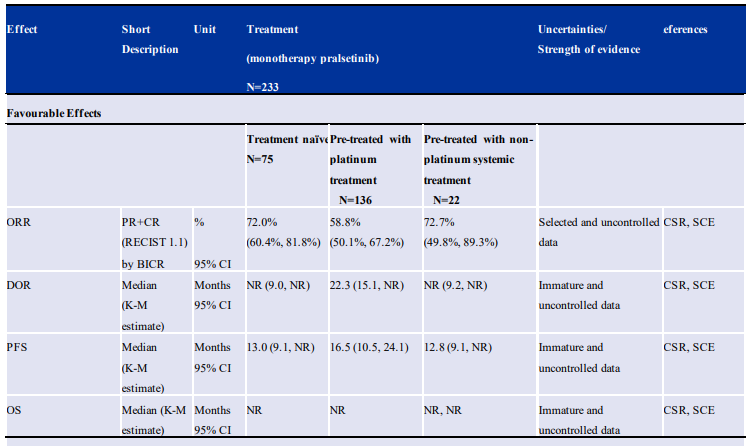 Effect Short Unit Treatment Uncertainties/ eferences
Description Strength of evidence
(monotherapy pralsetinib)
N=233
Favourable Effects
Treatment naïve Pre-treated with Pre-treated with non-
N=75 platinum platinum systemic
treatment treatment
N=136 N=22
ORR PR+CR % 72.0% 58.8% 72.7% Selected and uncontrolled CSR, SCE
(RECIST 1.1) (60.4%, 81.8%) (50.1%, 67.2%) (49.8%, 89.3%) data
by BICR 95% CI
DOR Median Months NR (9.0, NR) 22.3 (15.1, NR) NR (9.2, NR) Immature and CSR, SCE
(K-M 95% CI uncontrolled data
estimate)
PFS Median Months 13.0 (9.1, NR) 16.5 (10.5, 24.1) 12.8 (9.1, NR) Immature and CSR, SCE
(K-M 95% CI uncontrolled data
estimate)
OS Median (K-M Months NR NR NR, NR Immature and CSR, SCE
estimate) 95% CI uncontrolled data